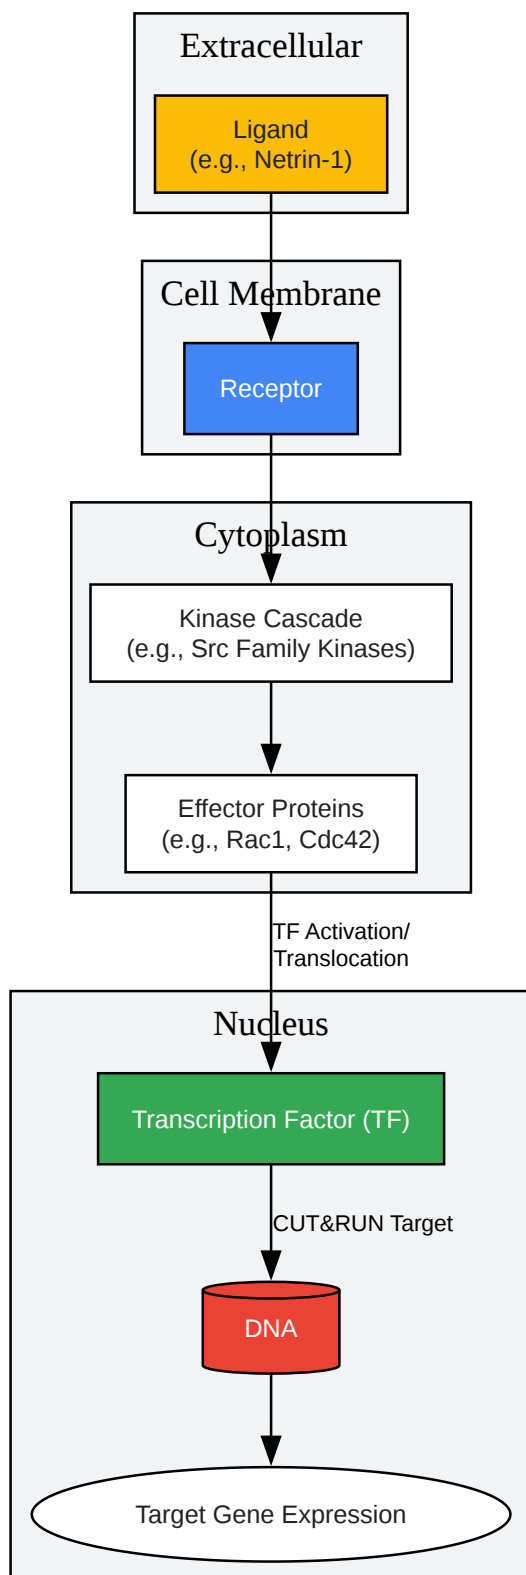 Extracellular
Ligand
(e.g., Netrin-1)
Cell Membrane
Receptor
Cytoplasm
Kinase Cascade
(e.g., Src Family Kinases)
Effector Proteins
(e.g., Rac1, Cdc42)
TF Activation/
Translocation
Nucleus
Transcription Factor (TF)
CUT&RUN Target
DNA
Target Gene Expression